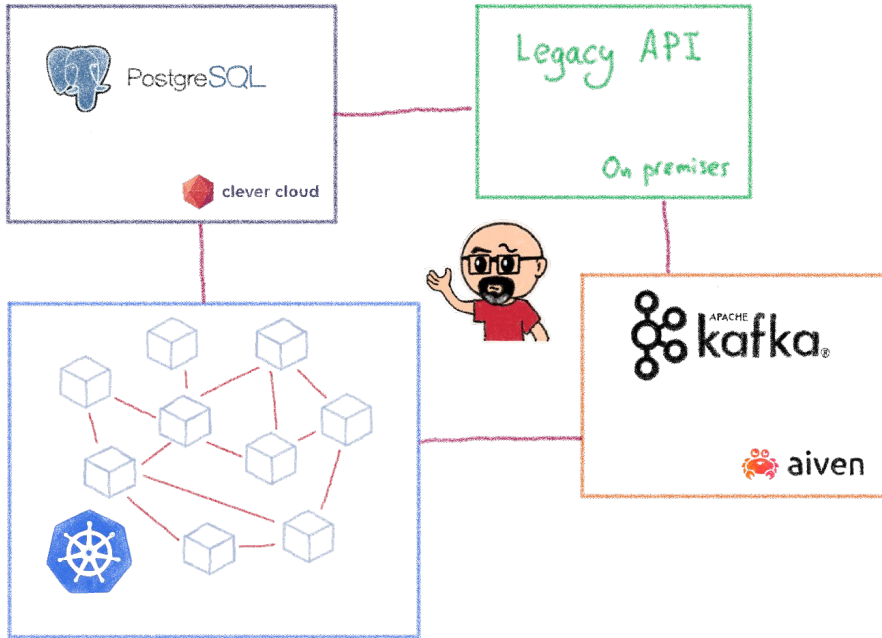 PostgreSQL
clever cloud
Legacy API
On premises
APACHE
kafka®
aiven